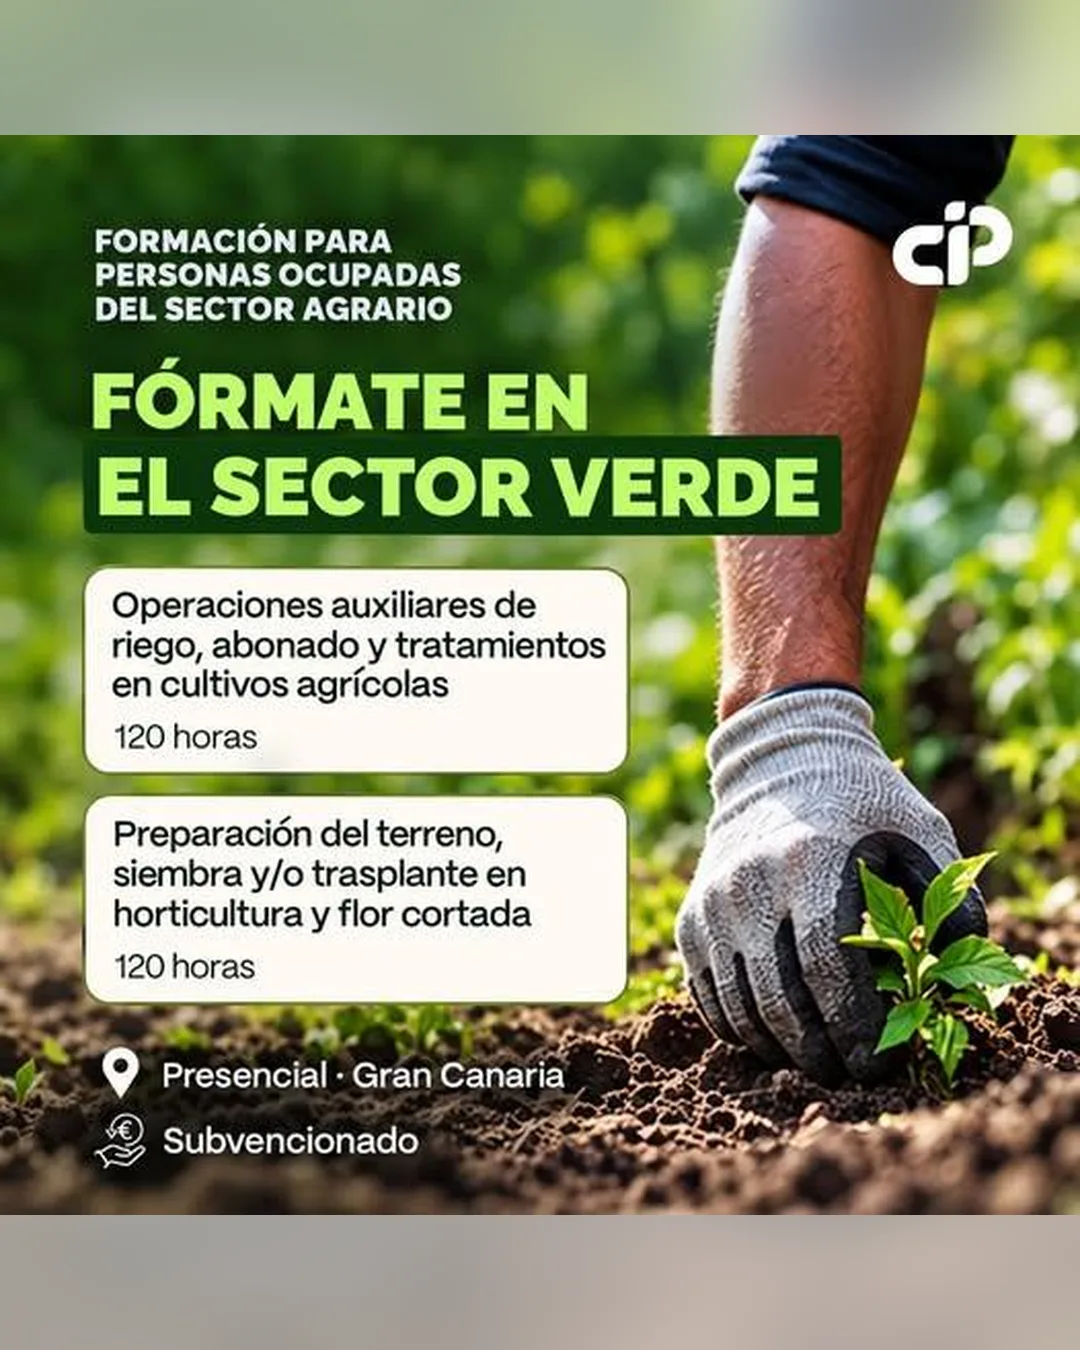 FORMACIÓN PARA
PERSONAS OCUPADAS
DEL SECTOR AGRARIO
cip
FÓRMATE EN
EL SECTOR VERDE
Operaciones auxiliares de
riego, abonado y tratamientos
en cultivos agrícolas
120 horas
Preparación del terreno,
siembra y/o trasplante en
horticultura y flor cortada
120 horas
Presencial · Gran Canaria
€
Subvencionado